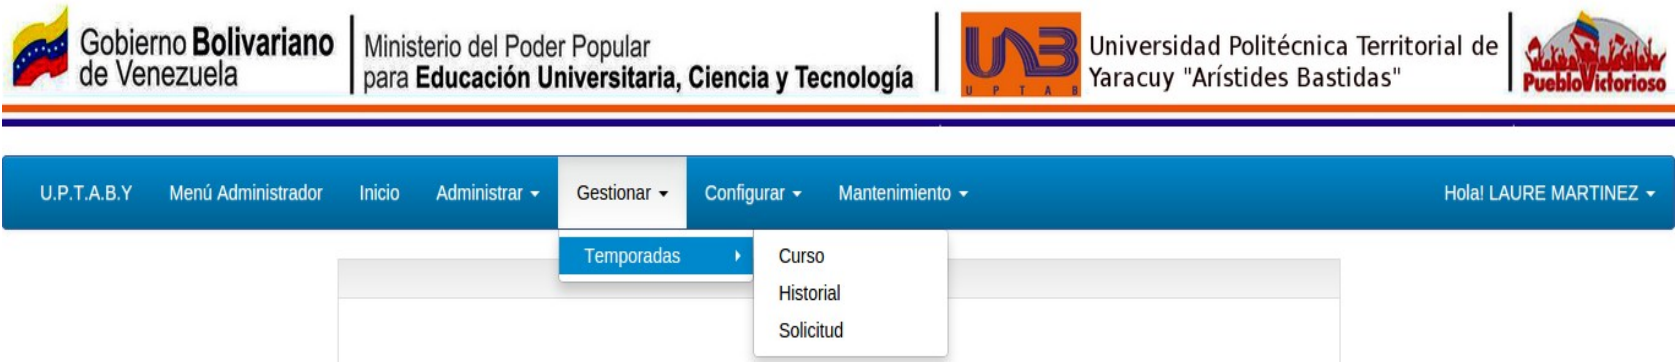 Gobierno Bolivariano
de Venezuela
Ministerio del Poder Popular
para Educación Universitaria, Ciencia y Tecnología
UNB
U P T A B
Universidad Politécnica Territorial de
Yaracuy "Arístides Bastidas"
PuebloVictorioso
U.P.T.A.B.Y Menú Administrador Inicio Administrar Gestionar Configurar Mantenimiento Hola! LAURE MARTINEZ
Temporadas
Curso
Historial
Solicitud